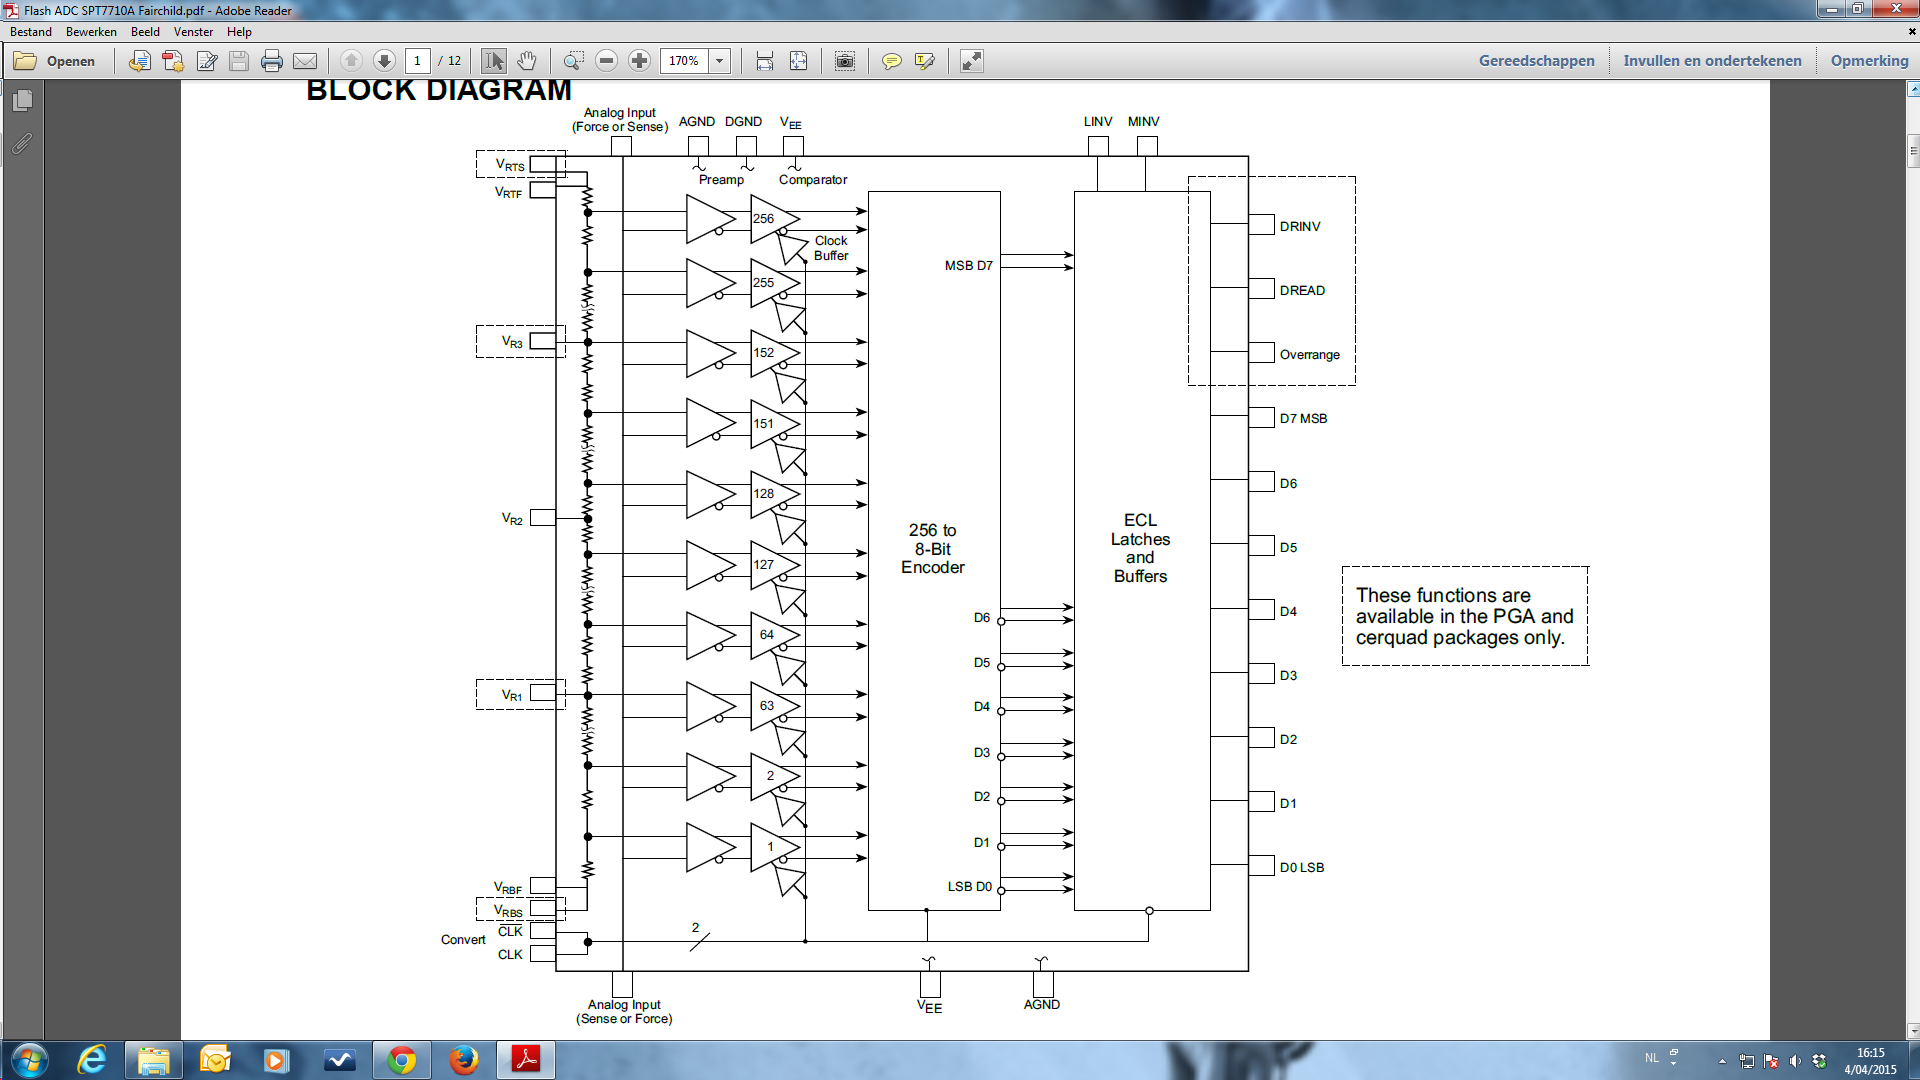 Flash ADC SPT7710A Fairchild.pdf - Adobe Reader
Bestand Bewerken Beeld Venster Help
Openen 1 / 12 170% Gereedschappen Invullen en ondertekenen Opmerking
BLOCK DIAGRAM
Analog Input
(Force or Sense)
AGND DGND VEE
LINV MINV
VRTS
VRTF
Preamp Comparator
256
Clock
Buffer
255
VR3
152
151
128
VR2
127
64
VR1
63
2
1
VRBF
VRBS
Convert
CLK
CLK
2
256 to
8-Bit
Encoder
MSB D7
D6
D5
D4
D3
D2
D1
LSB D0
ECL
Latches
and
Buffers
DRINV
DREAD
Overrange
D7 MSB
D6
D5
D4
D3
D2
D1
D0 LSB
These functions are
available in the PGA and
cerquad packages only.
Analog Input
(Sense or Force)
VEE
AGND
NL
16:15
4/04/2015